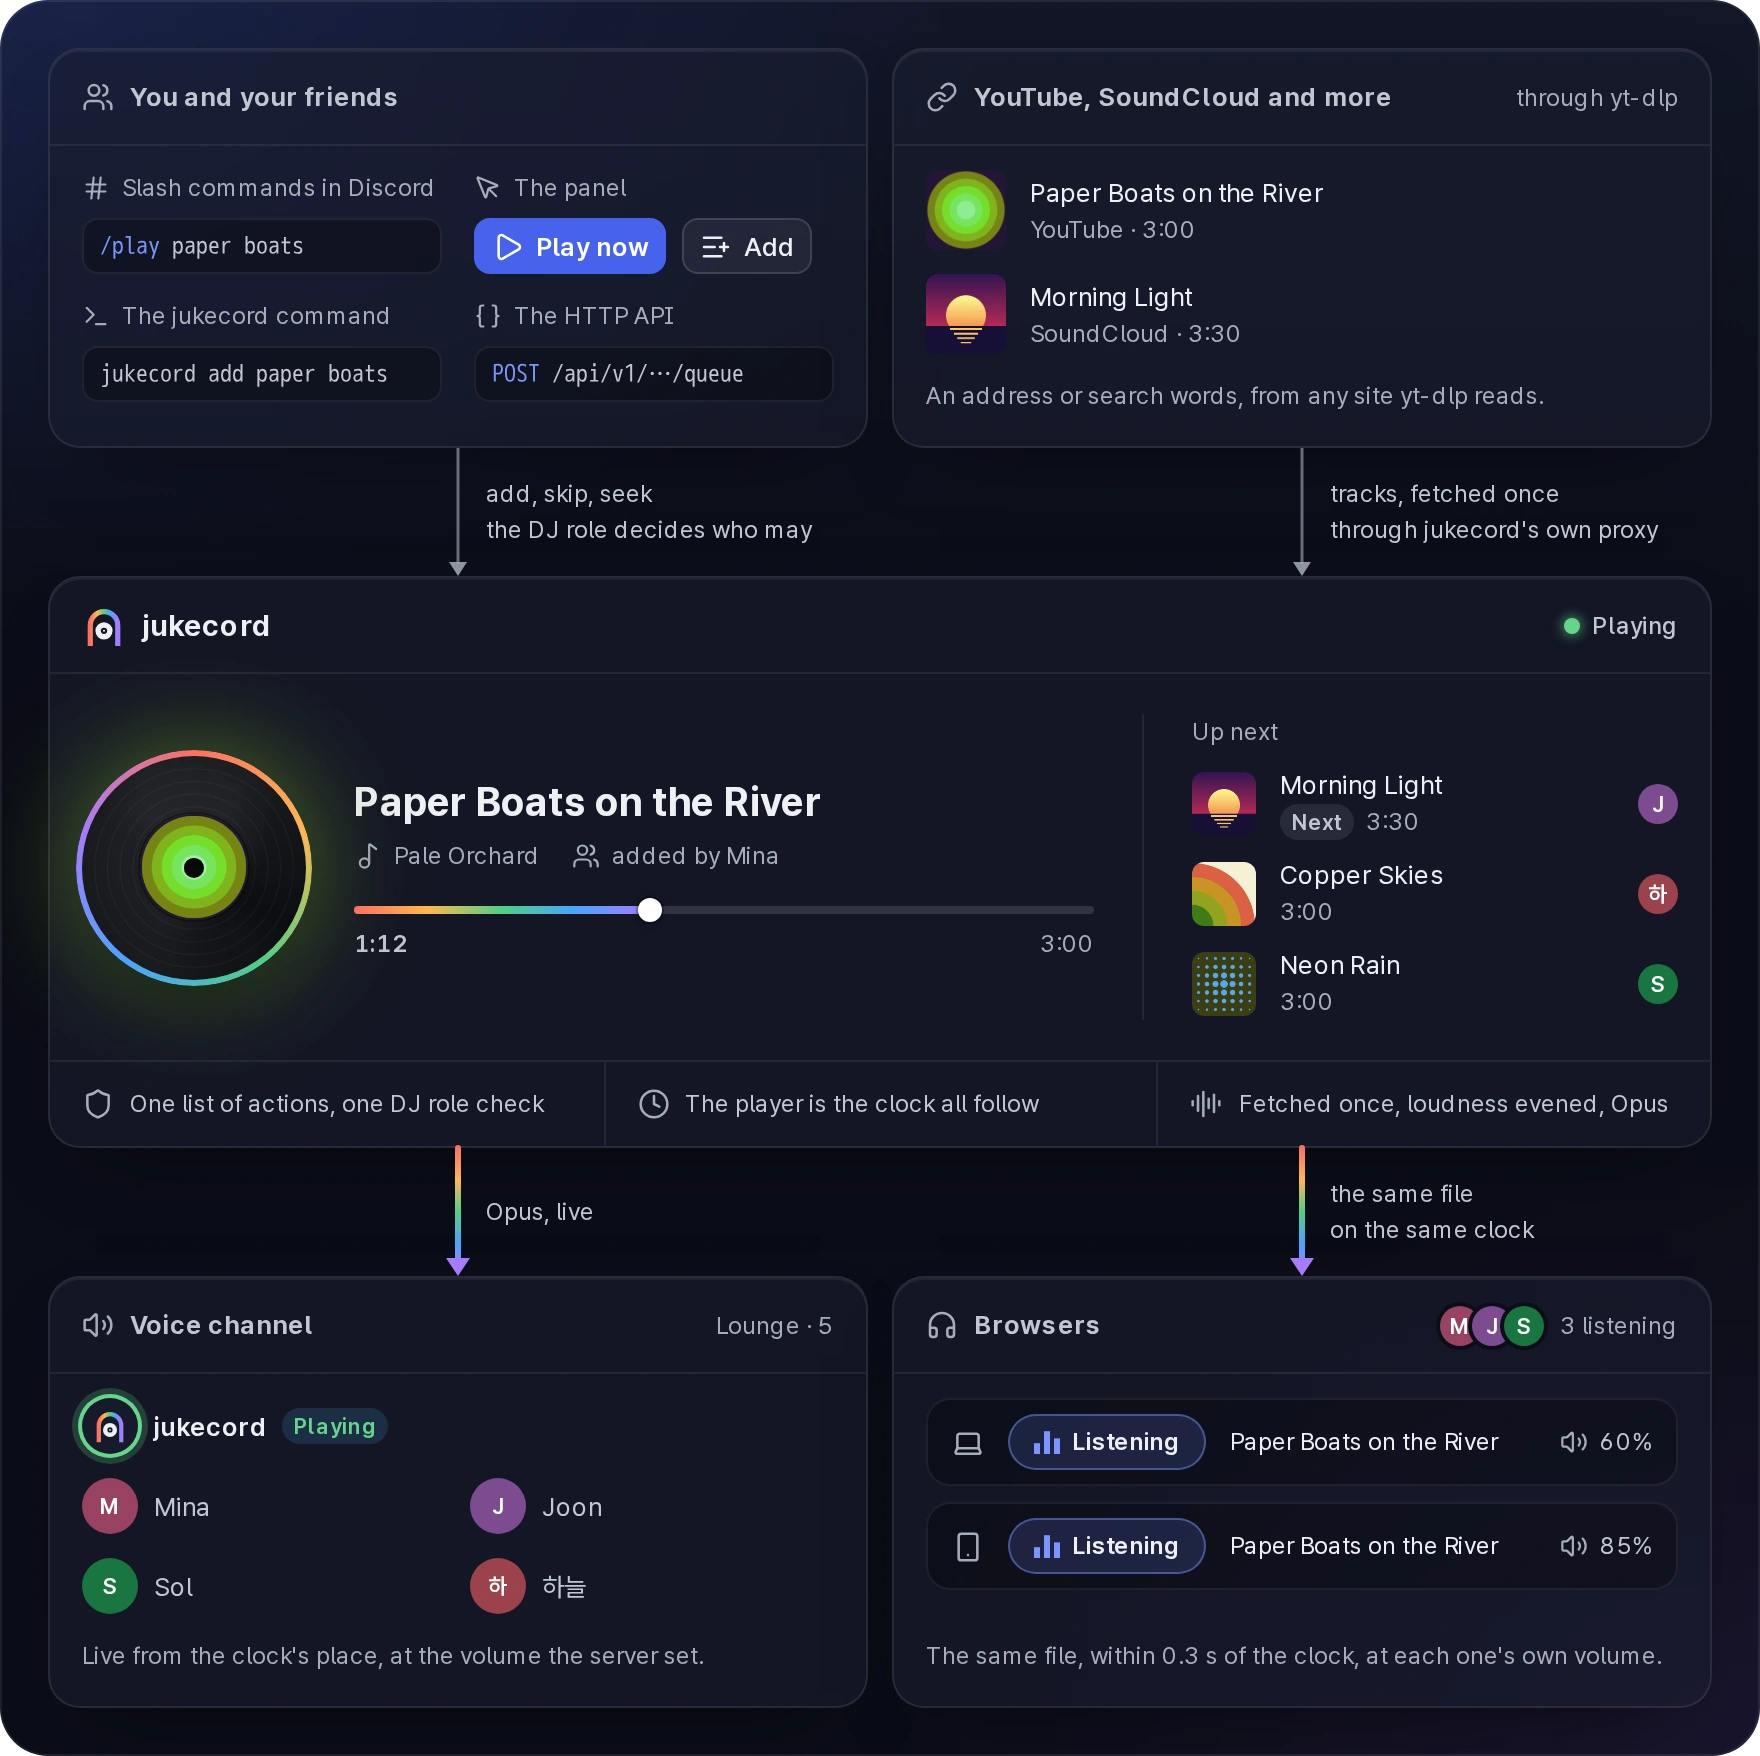 You and your friends
Slash commands in Discord
/play paper boats
The panel
Play now
Add
The jukecord command
jukecord add paper boats
The HTTP API
POST /api/v1/···/queue
YouTube, SoundCloud and more
through yt-dlp
Paper Boats on the River
YouTube · 3:00
Morning Light
SoundCloud · 3:30
An address or search words, from any site yt-dlp reads.
add, skip, seek
the DJ role decides who may
tracks, fetched once
through jukecord's own proxy
jukecord
Playing
Paper Boats on the River
Pale Orchard
added by Mina
1:12
3:00
Up next
Morning Light
Next 3:30
J
Copper Skies
3:00
하
Neon Rain
3:00
S
One list of actions, one DJ role check
The player is the clock all follow
Fetched once, loudness evened, Opus
Opus, live
the same file
on the same clock
Voice channel
Lounge · 5
jukecord
Playing
M
Mina
J
Joon
S
Sol
하
하늘
Live from the clock's place, at the volume the server set.
Browsers
M
J
S
3 listening
Listening
Paper Boats on the River
60%
Listening
Paper Boats on the River
85%
The same file, within 0.3 s of the clock, at each one's own volume.